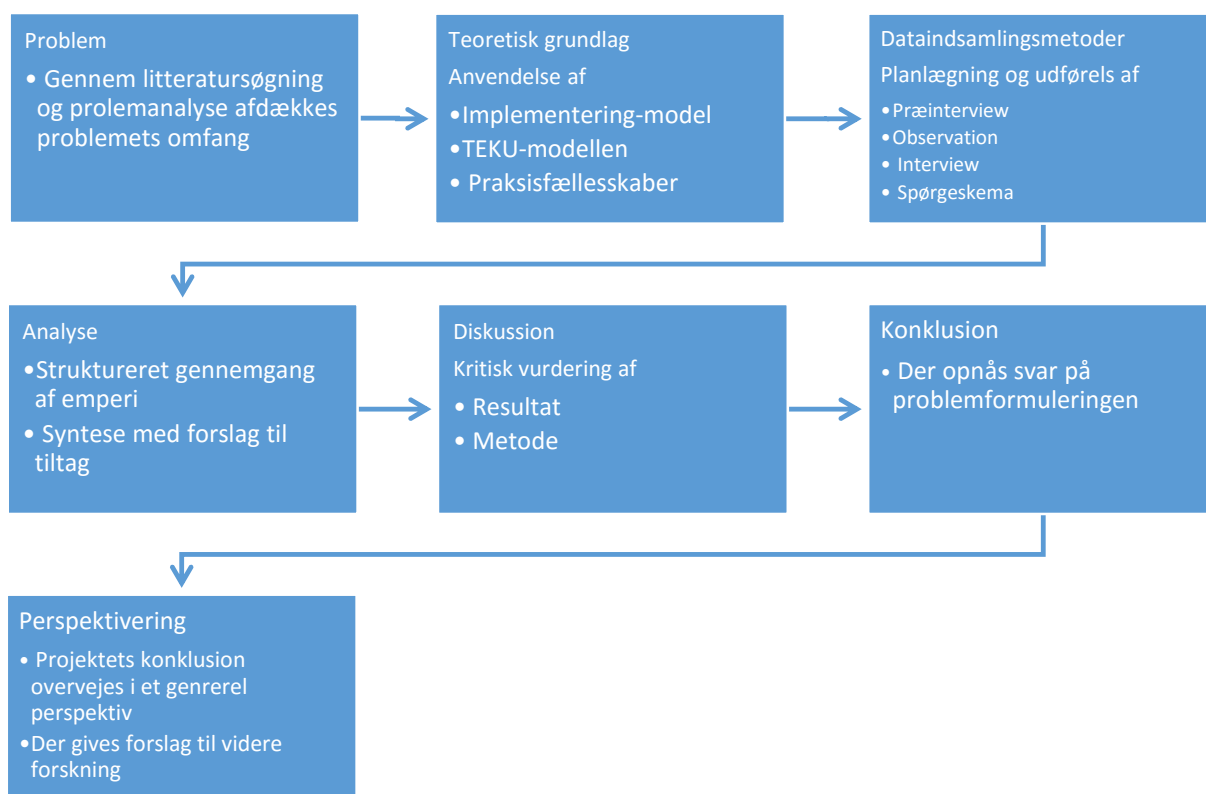 Problem
• Gennem litteratursøgning
og prolemanalyse afdækkes
problemets omfang
Teoretisk grundlag
Anvendelse af
•Implementering-model
•TEKU-modellen
• Praksisfællesskaber
Dataindsamlingsmetoder
Planlægning og udførels af
•Præinterview
•Observation
• Interview
• Spørgeskema
Analyse
•Struktureret gennemgang
af emperi
• Syntese med forslag til
tiltag
Diskussion
Kritisk vurdering af
• Resultat
• Metode
Konklusion
• Der opnås svar på
problemformuleringen
Perspektivering
• Projektets konklusion
overvejes i et genrerel
perspektiv
•Der gives forslag til videre
forskning